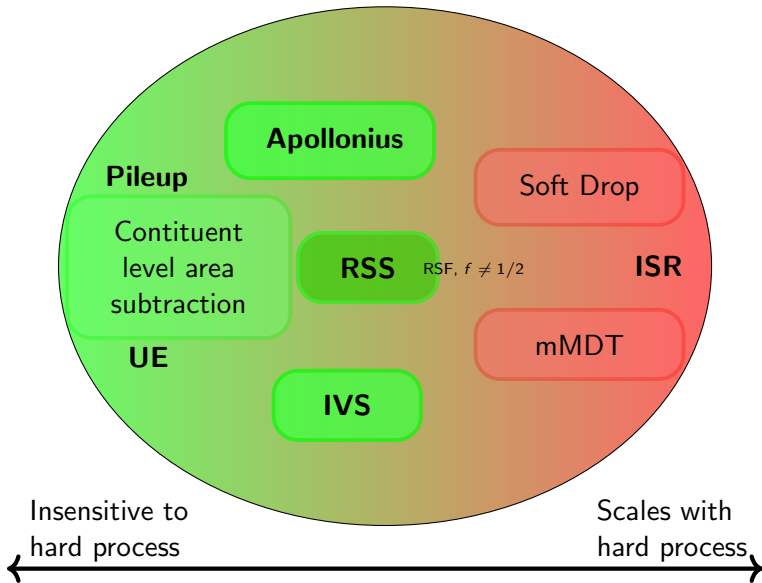 Apollonius
Pileup
Soft Drop
Contituent
level area
subtraction
RSS
RSF, f ≠ 1/2
ISR
UE
mMDT
IVS
Insensitive to
hard process
Scales with
hard process